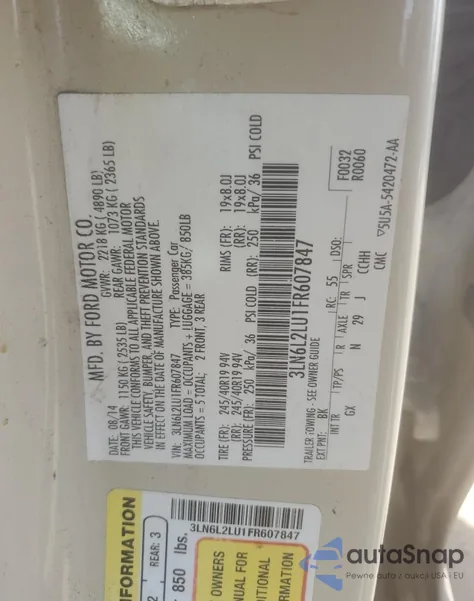 MFD. BY FORD MOTOR CO.
DATE: 08/14 GVWR: 2218 KG ( 4890 LB)
FRONT GAWR: 1150 KG ( 2535 LB) REAR GAWR: 1073 KG ( 2365 LB)
THIS VEHICLE CONFORMS TO ALL APPLICABLE FEDERAL MOTOR
VEHICLE SAFETY, BUMPER, AND THEFT PREVENTION STANDARDS
IN EFFECT ON THE DATE OF MANUFACTURE SHOWN ABOVE.
VIN: 3LN6L2LU1FR607847 TYPE: Passenger Car
MAXIMUM LOAD = OCCUPANTS + LUGGAGE = 385KG/ 850LB
OCCUPANTS = 5 TOTAL: 2 FRONT, 3 REAR
TIRE (FR): 245/40R19 94V RIMS (FR): 19x8.0J
(RR): 245/40R19 94V (RR): 19x8.0J
PRESSURE (FR): 250 kPa/ 36 PSI COLD (RR): 250 kPa/ 36 PSI COLD
3LN6L2LU1FR607847
F0032
R0060
TRAILER TOWING - SEE OWNER GUIDE
EXT PNT: BK RC: 55 DSO:
INT TR TP/PS R AXLE TR SPR
GX N 29 J CCHH
CMC
▽5U5A-5420472-AA
INFORMATION
2, REAR: 3
850 lbs.
3LN6L2LU1FR607847
OWNERS
NUAL FOR
DITIONAL
ORMATION
autaSnap
Pewne auta z aukcji USA i EU